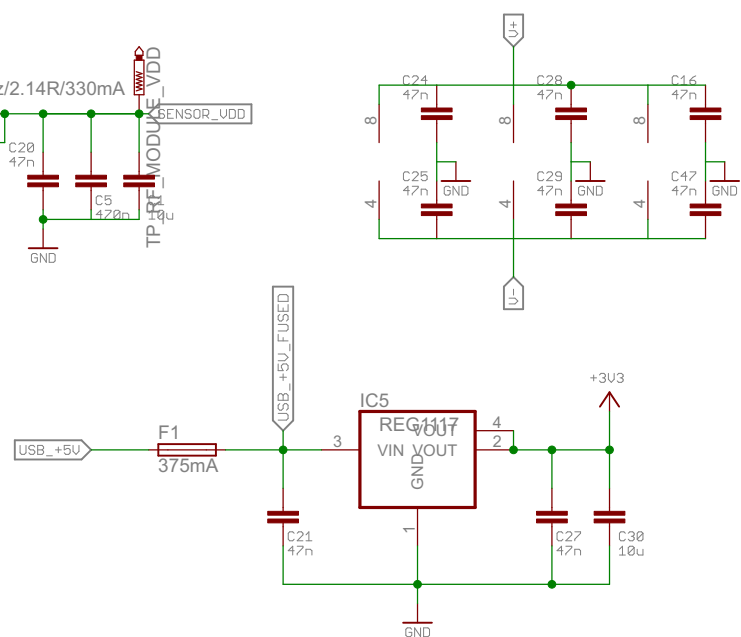 V+
z/2.14R/330mA
TP_RF_MODULE_VDD
SENSOR_VDD
C20
47n
C5
470n
10u
GND
C24
47n
C28
47n
C16
47n
8
8
8
C25
47n
C29
47n
C47
47n
GND
GND
GND
4
4
4
V-
USB_+5V_FUSED
USB_+5V
F1
375mA
IC5
REG1117
VOUT
4
3
VIN
VOUT
2
GND
1
+3V3
C21
47n
C27
47n
C30
10u
GND